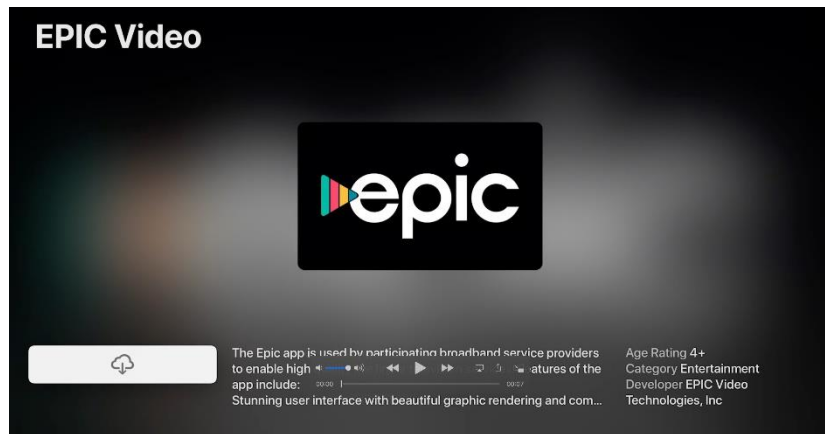 EPIC Video
epic
The Epic app is used by participating broadband service providers
to enable high atures of the
app include:
00:00 00:07
Stunning user interface with beautiful graphic rendering and com...
Age Rating 4+
Category Entertainment
Developer EPIC Video
Technologies, Inc